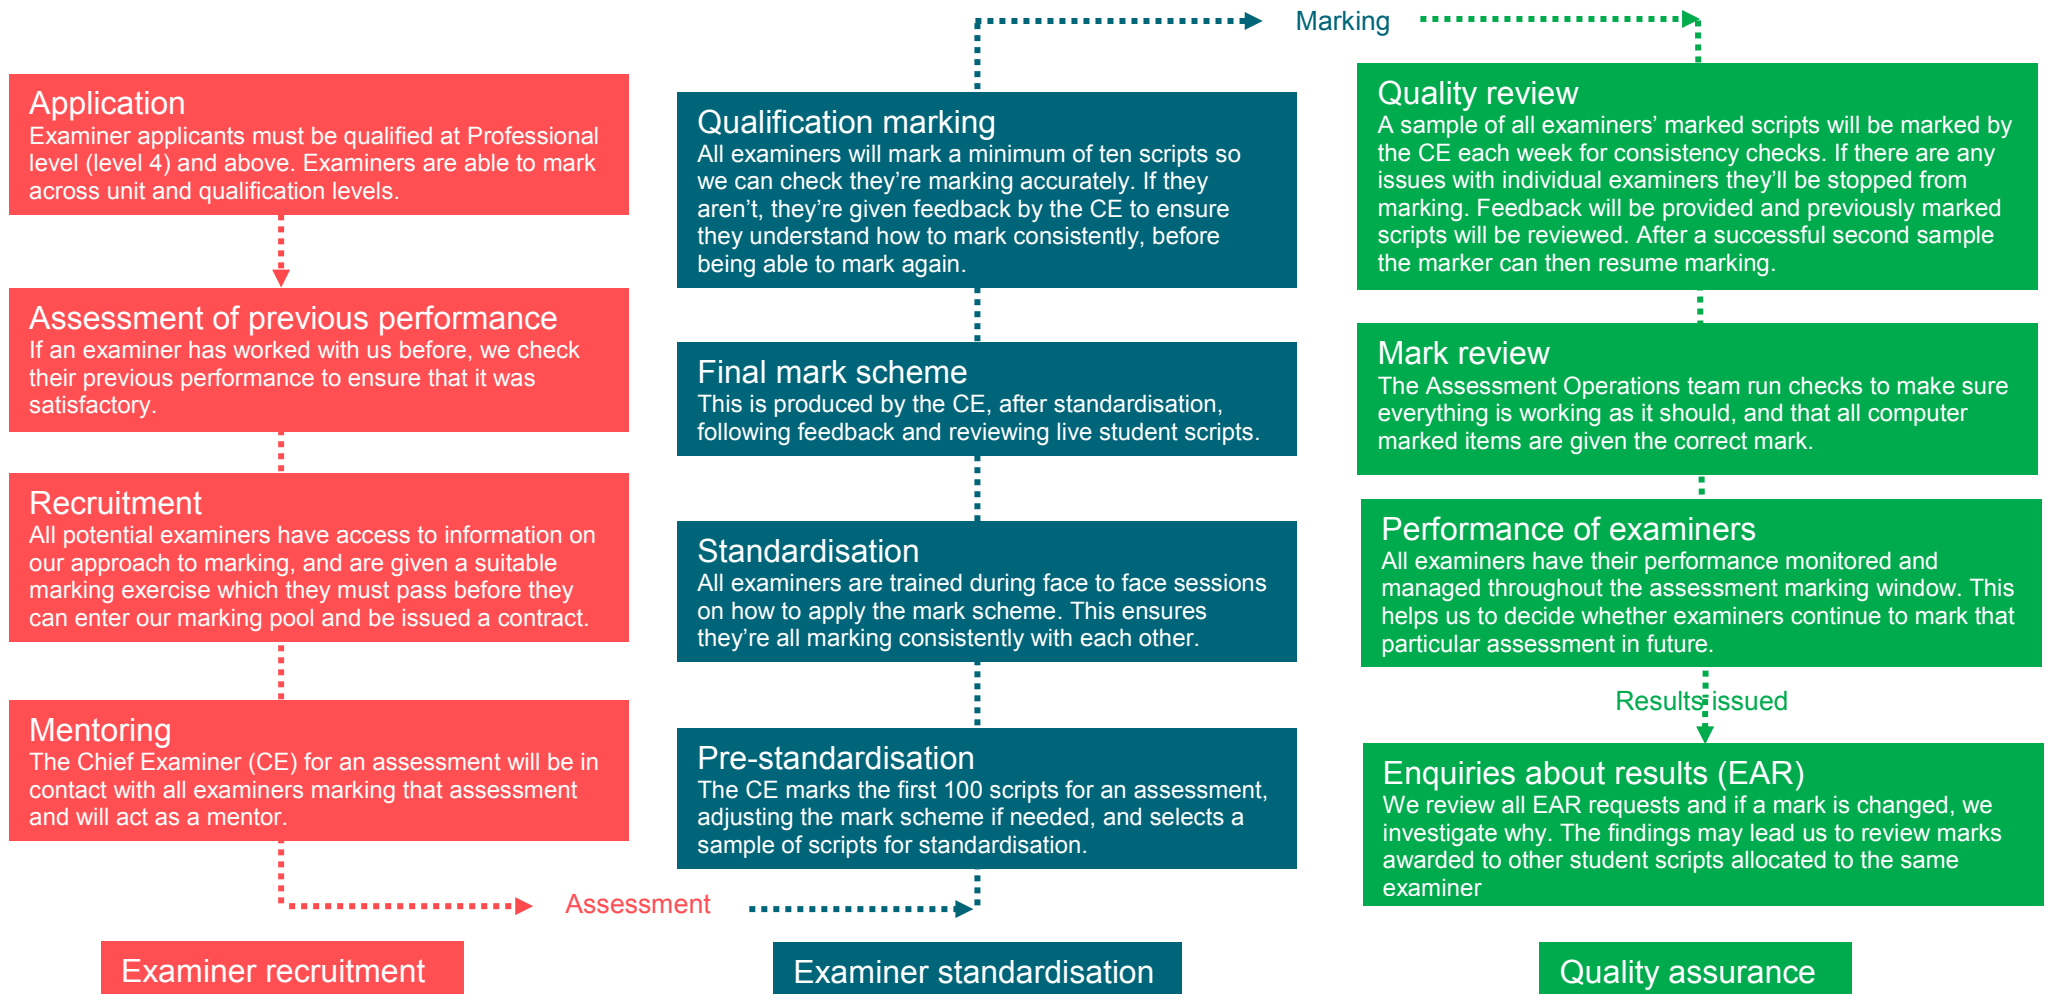 Application
Examiner applicants must be qualified at Professional
level (level 4) and above. Examiners are able to mark
across unit and qualification levels.
Assessment of previous performance
If an examiner has worked with us before, we check
their previous performance to ensure that it was
satisfactory.
Recruitment
All potential examiners have access to information on
our approach to marking, and are given a suitable
marking exercise which they must pass before they
can enter our marking pool and be issued a contract.
Mentoring
The Chief Examiner (CE) for an assessment will be in
contact with all examiners marking that assessment
and will act as a mentor.
Assessment
Examiner recruitment
Marking
Qualification marking
All examiners will mark a minimum of ten scripts so
we can check they’re marking accurately. If they
aren’t, they’re given feedback by the CE to ensure
they understand how to mark consistently, before
being able to mark again.
Final mark scheme
This is produced by the CE, after standardisation,
following feedback and reviewing live student scripts.
Standardisation
All examiners are trained during face to face sessions
on how to apply the mark scheme. This ensures
they’re all marking consistently with each other.
Pre-standardisation
The CE marks the first 100 scripts for an assessment,
adjusting the mark scheme if needed, and selects a
sample of scripts for standardisation.
Examiner standardisation
Quality review
A sample of all examiners’ marked scripts will be marked by
the CE each week for consistency checks. If there are any
issues with individual examiners they’ll be stopped from
marking. Feedback will be provided and previously marked
scripts will be reviewed. After a successful second sample
the marker can then resume marking.
Mark review
The Assessment Operations team run checks to make sure
everything is working as it should, and that all computer
marked items are given the correct mark.
Performance of examiners
All examiners have their performance monitored and
managed throughout the assessment marking window. This
helps us to decide whether examiners continue to mark that
particular assessment in future.
Results issued
Enquiries about results (EAR)
We review all EAR requests and if a mark is changed, we
investigate why. The findings may lead us to review marks
awarded to other student scripts allocated to the same
examiner
Quality assurance